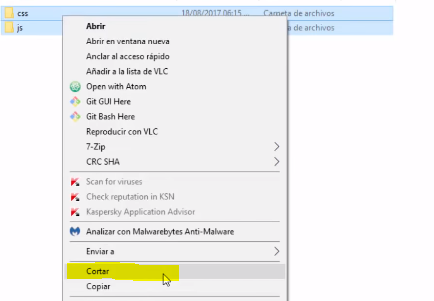 css 18/08/2017 06:15 ... Carpeta de archivos
js a de archivos
Abrir
Abrir en ventana nueva
Anclar al acceso rápido
Añadir a la lista de VLC
Open with Atom
Git GUI Here
Git Bash Here
Reproducir con VLC
7-Zip
CRC SHA
Scan for viruses
Check reputation in KSN
Kaspersky Application Advisor
Analizar con Malwarebytes Anti-Malware
Enviar a
Cortar
Copiar